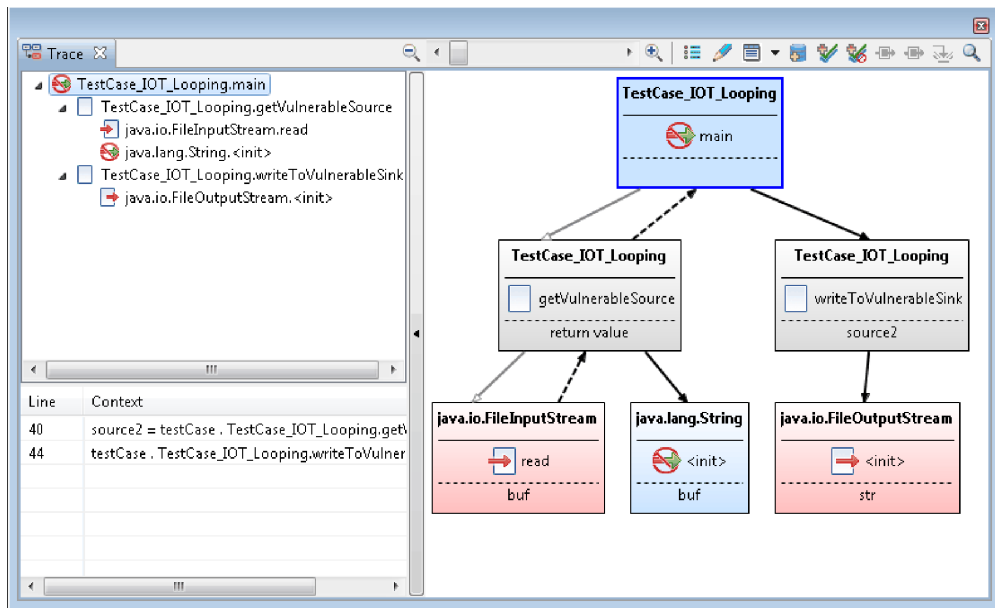 Trace
TestCase_IOT_Looping.main
TestCase_IOT_Looping.getVulnerableSource
java.io.FileInputStream.read
java.lang.String.<init>
TestCase_IOT_Looping.writeToVulnerableSink
java.io.FileOutputStream.<init>
Line Context
40 source2 = testCase . TestCase_IOT_Looping.getV
44 testCase . TestCase_IOT_Looping.writeToVulner
TestCase_IOT_Looping
main
TestCase_IOT_Looping
getVulnerableSource
return value
TestCase_IOT_Looping
writeToVulnerableSink
source2
java.io.FileInputStream
read
buf
java.lang.String
<init>
buf
java.io.FileOutputStream
<init>
str